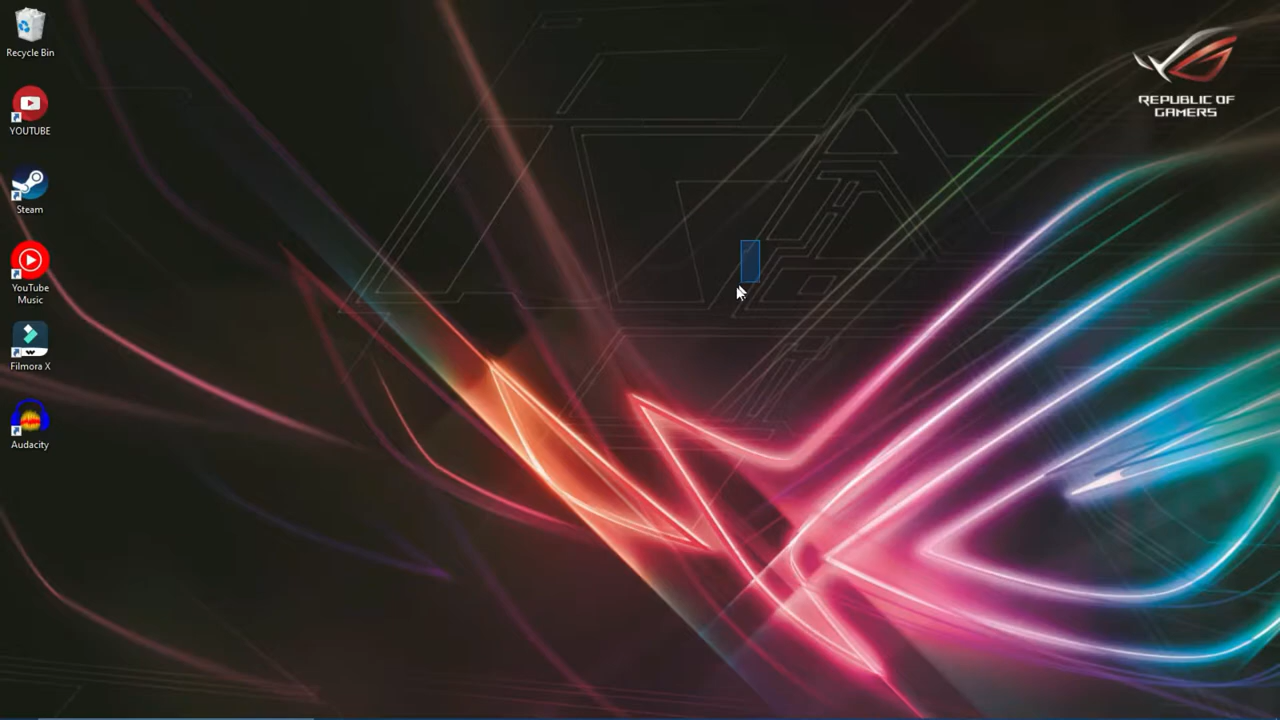 Recycle Bin
YOUTUBE
Steam
YouTube
Music
Filmora X
Audacity
REPUBLIC OF
GAMERS